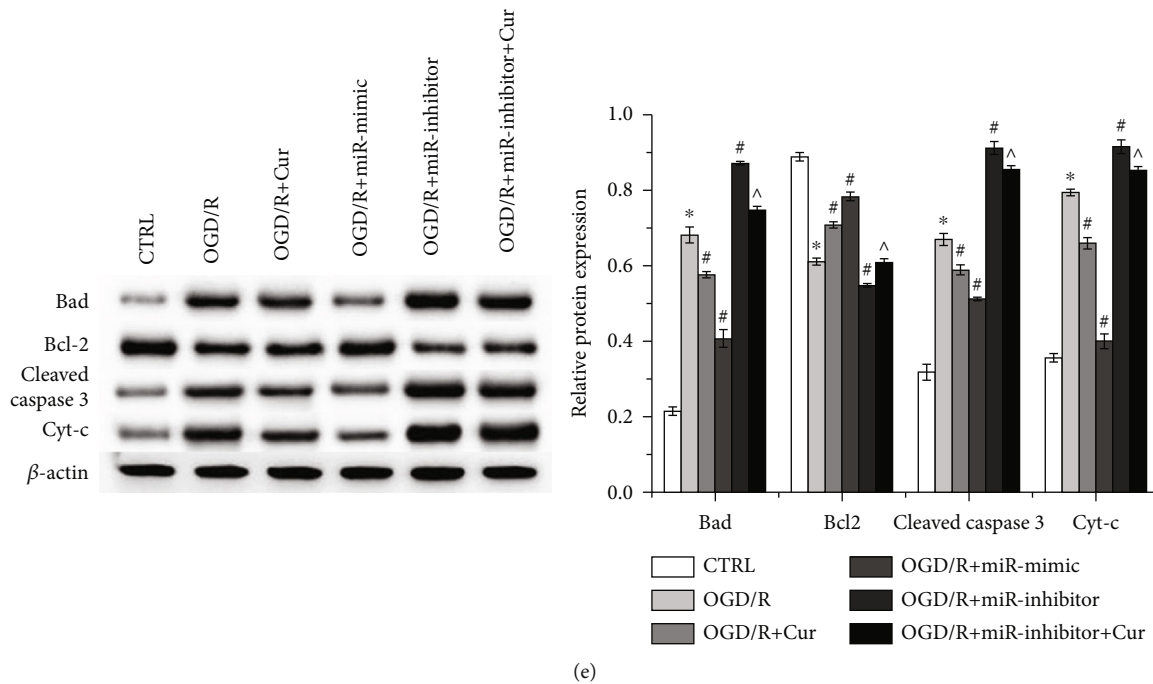 CTRL
OGD/R
OGD/R+Cur
OGD/R+miR-mimic
OGD/R+miR-inhibitor
OGD/R+miR-inhibitor+Cur
Bad
Bcl-2
Cleaved
caspase 3
Cyt-c
β-actin
Relative protein expression
1.0
0.8
0.6
0.4
0.2
0.0
*
#
#
#
^
*
#
#
#
^
*
#
#
#
^
*
#
#
#
^
Bad
Bcl2
Cleaved caspase 3
Cyt-c
CTRL
OGD/R
OGD/R+Cur
OGD/R+miR-mimic
OGD/R+miR-inhibitor
OGD/R+miR-inhibitor+Cur
(e)